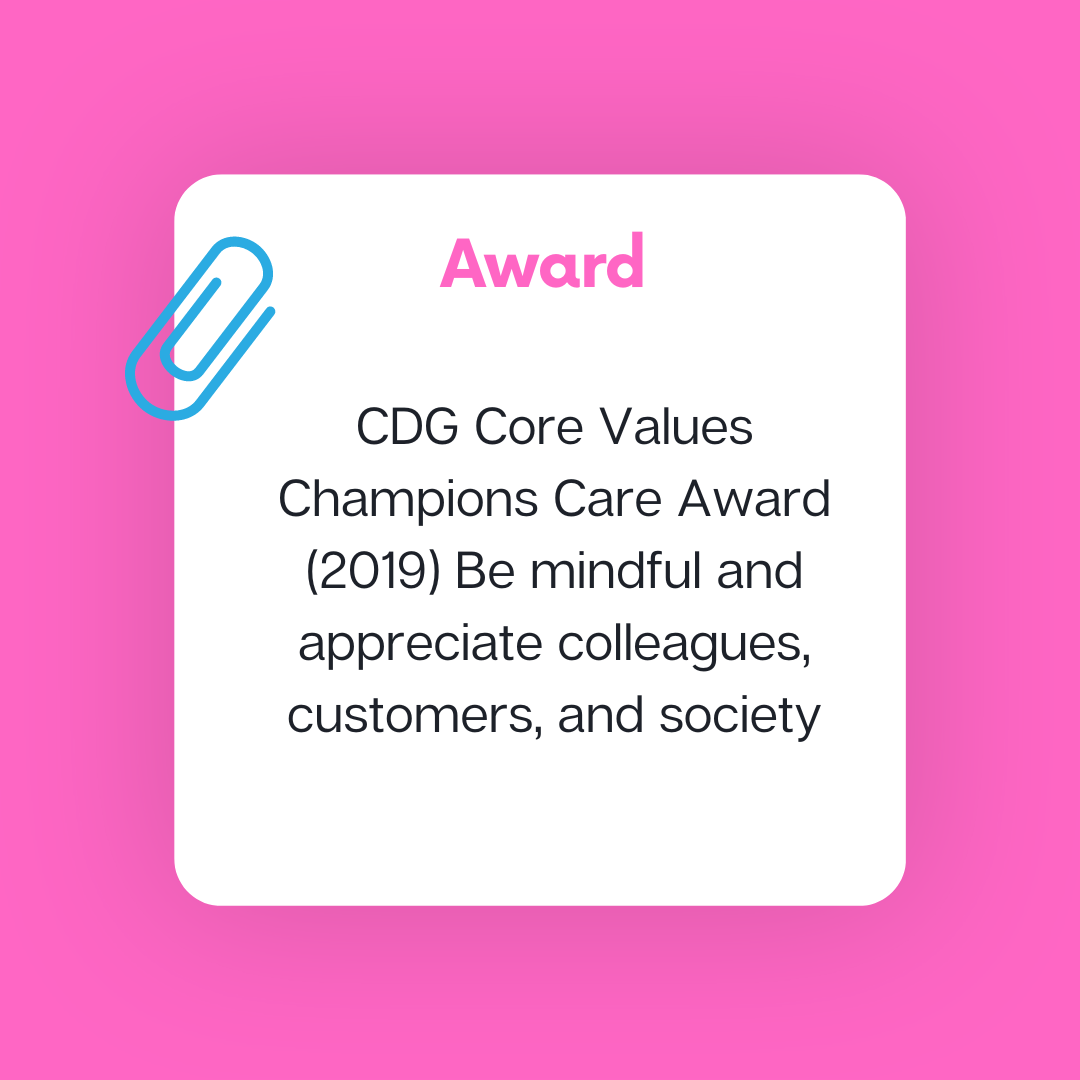 Award
CDG Core Values
Champions Care Award
(2019) Be mindful and
appreciate colleagues,
customers, and society